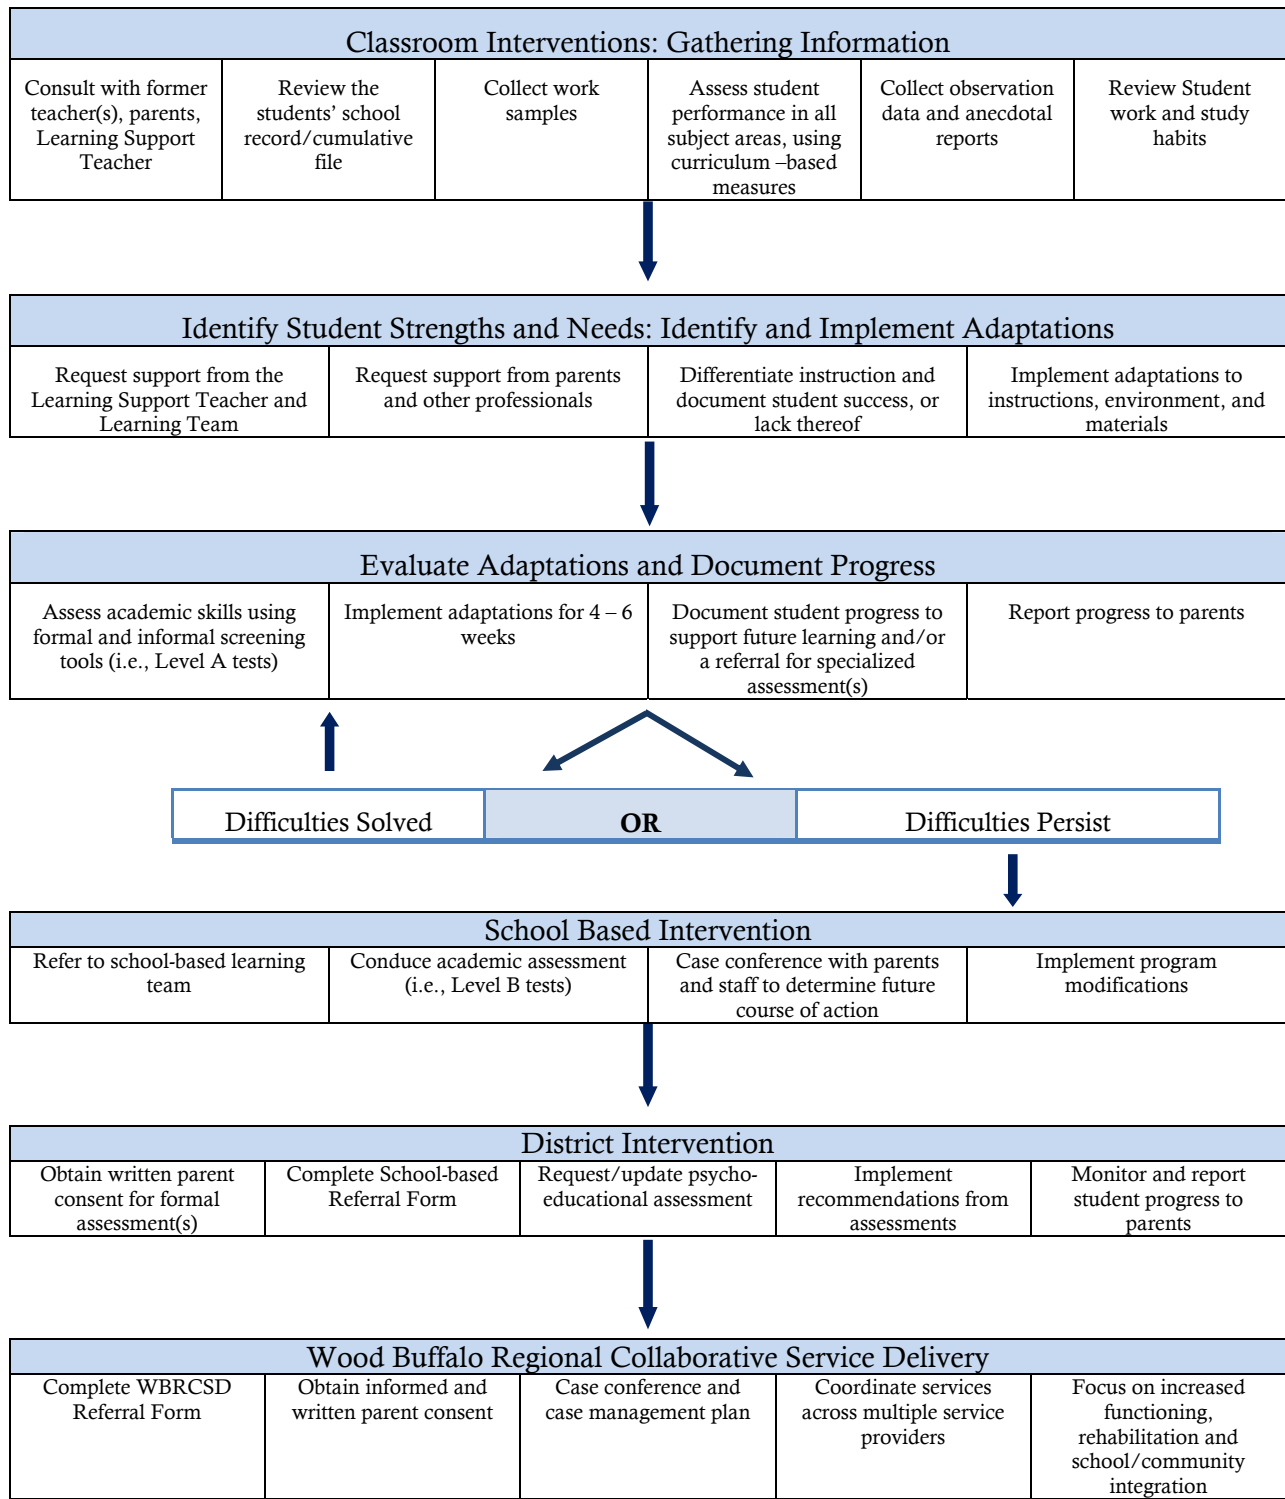 Classroom Interventions: Gathering Information
Consult with former
teacher(s), parents,
Learning Support
Teacher
Review the
students’ school
record/cumulative
file
Collect work
samples
Assess student
performance in all
subject areas, using
curriculum –based
measures
Collect observation
data and anecdotal
reports
Review Student
work and study
habits
Identify Student Strengths and Needs: Identify and Implement Adaptations
Request support from the
Learning Support Teacher and
Learning Team
Request support from parents
and other professionals
Differentiate instruction and
document student success, or
lack thereof
Implement adaptations to
instructions, environment, and
materials
Evaluate Adaptations and Document Progress
Assess academic skills using
formal and informal screening
tools (i.e., Level A tests)
Implement adaptations for 4 – 6
weeks
Document student progress to
support future learning and/or
a referral for specialized
assessment(s)
Report progress to parents
Difficulties Solved
OR
Difficulties Persist
School Based Intervention
Refer to school-based learning
team
Conduce academic assessment
(i.e., Level B tests)
Case conference with parents
and staff to determine future
course of action
Implement program
modifications
District Intervention
Obtain written parent
consent for formal
assessment(s)
Complete School-based
Referral Form
Request/update psycho-
educational assessment
Implement
recommendations from
assessments
Monitor and report
student progress to
parents
Wood Buffalo Regional Collaborative Service Delivery
Complete WBRCSD
Referral Form
Obtain informed and
written parent consent
Case conference and
case management plan
Coordinate services
across multiple service
providers
Focus on increased
functioning,
rehabilitation and
school/community
integration